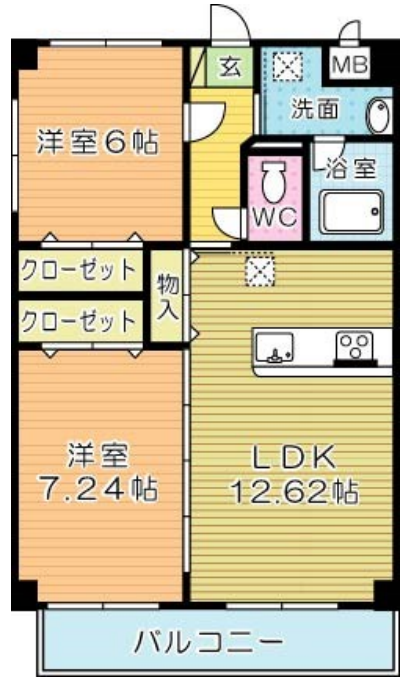 玄
MB
洗面
洋室6帖
浴室
WC
クローゼット
物入
クローゼット
洋室
7.24帖
LDK
12.62帖
バルコニー